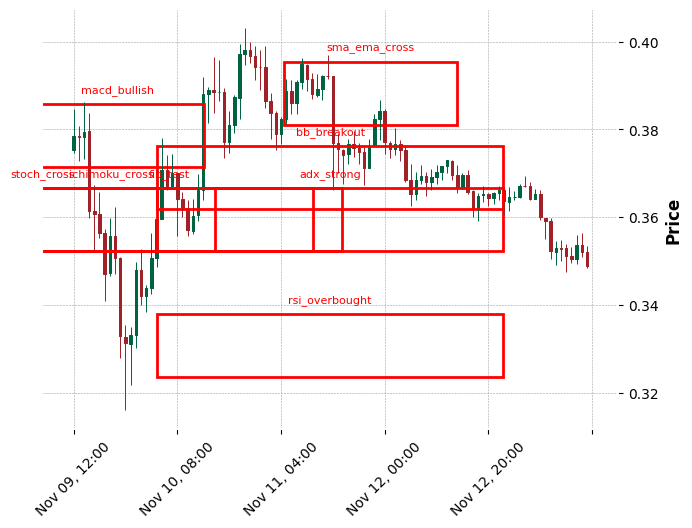 0.40
sma_ema_cross
macd_bullish
0.38
bb_breakout
stoch_cross
ichimoku_cross
adx_strong
0.36
Price
0.34
rsi_overbought
0.32
Nov 09, 12:00
Nov 10, 08:00
Nov 11, 04:00
Nov 12, 00:00
Nov 12, 20:00